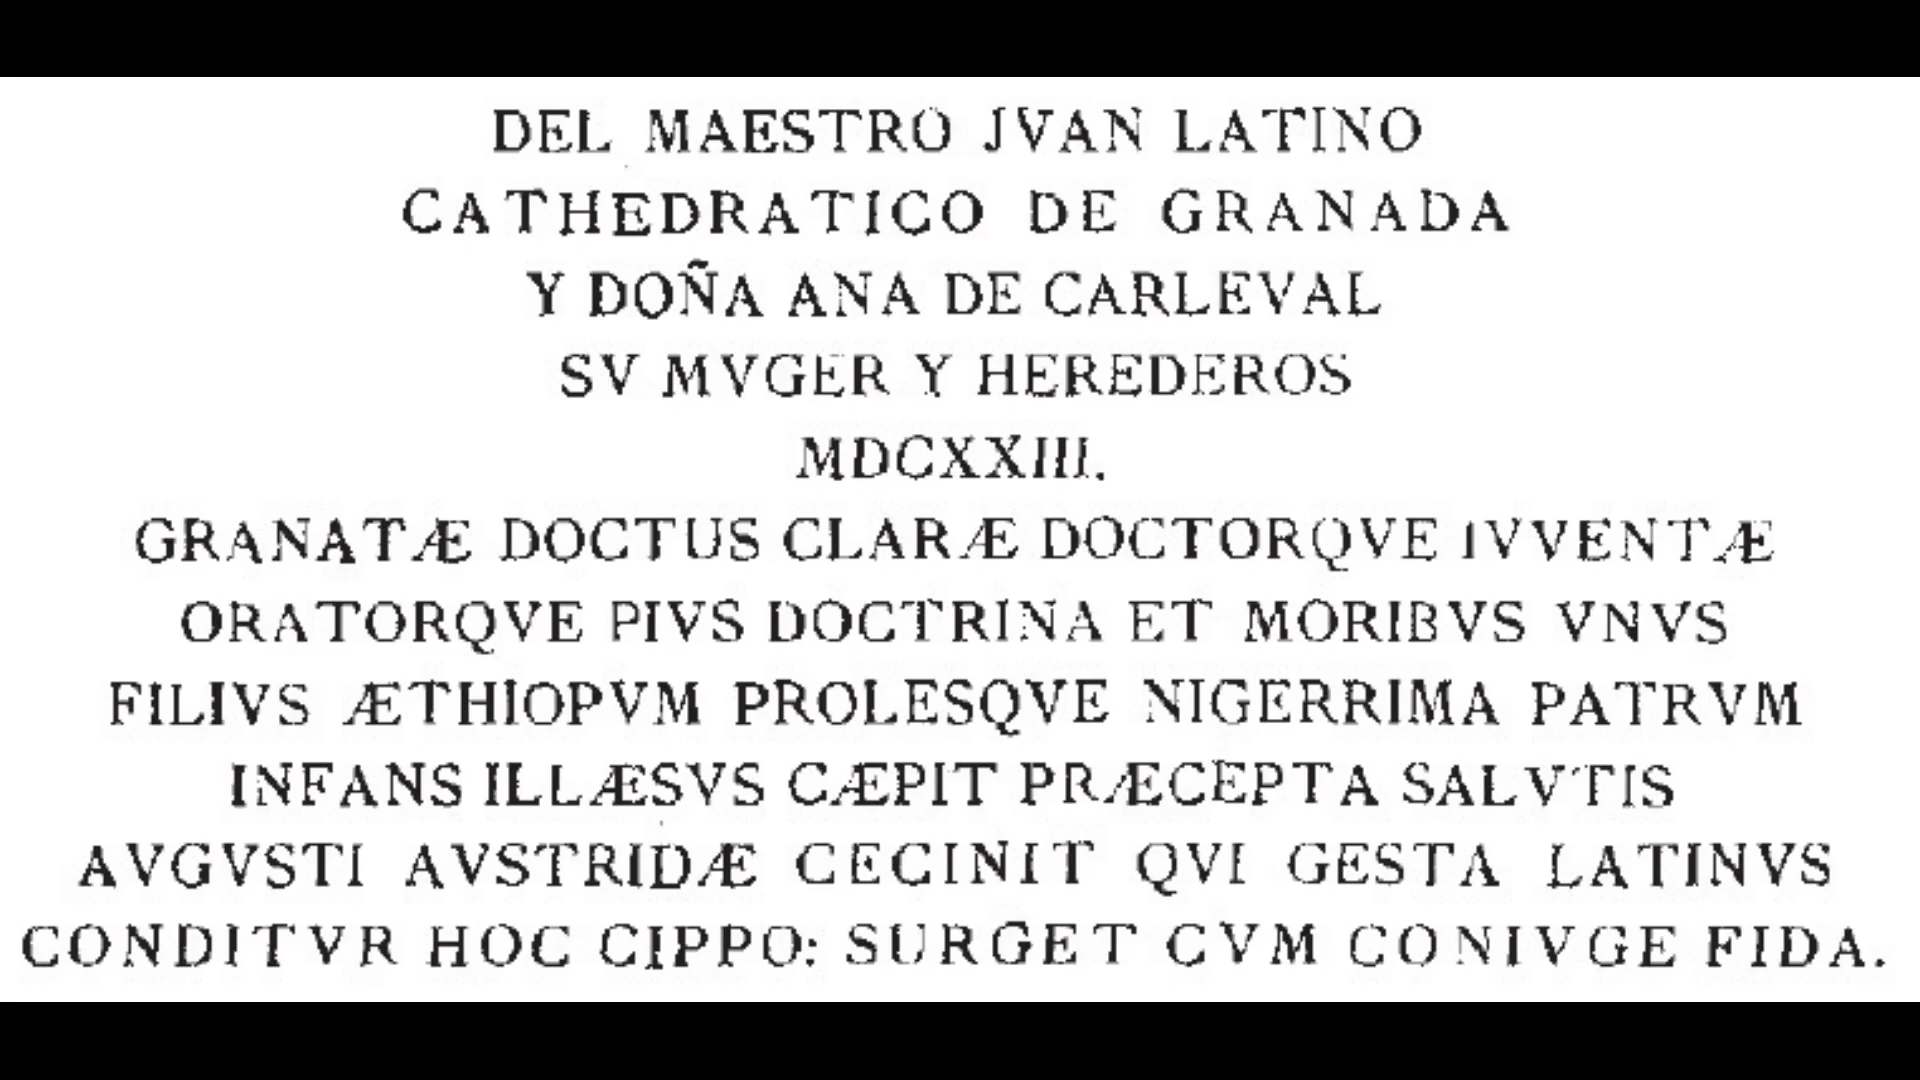 DEL MAESTRO JVAN LATINO
CATHEDRATICO DE GRANADA
Y DOÑA ANA DE CARLEVAL
SV MVGER Y HEREDEROS
MDCXXIII.
GRANATÆ DOCTUS CLARÆ DOCTORQVE IVVENTÆ
ORATORQVE PIVS DOCTRINA ET MORIBVS VNVS
FILIVS ÆTHIOPVM PROLESQVE NIGERRIMA PATRVM
INFANS ILLÆSVS CÆPIT PRÆCEPTA SALVTIS
AVGVSTI AVSTRIDÆ CECINIT QVI GESTA LATINVS
CONDITVR HOC CIPPO: SURGET CVM CONIVGE FIDA.